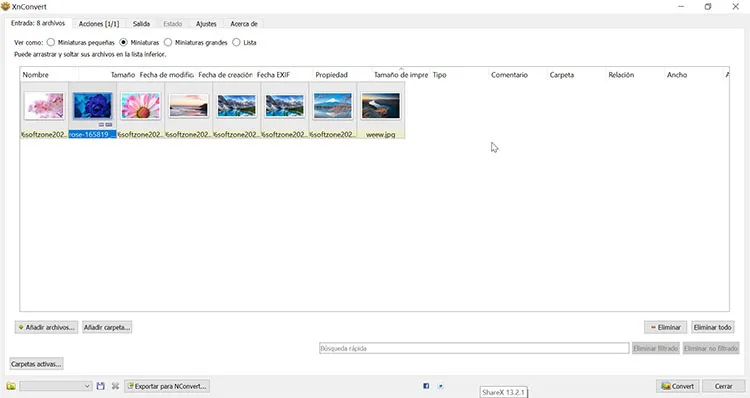 XnConvert
Entrada: 8 archivos Acciones [1/1] Salida Estado Ajustes Acerca de
Ver como: Miniaturas pequeñas Miniaturas Miniaturas grandes Lista
Puede arrastrar y soltar sus archivos en la lista inferior.
Nombre Tamaño Fecha de modific Fecha de creación Fecha EXIF Propiedad Tamaño de impre Tipo Comentario Carpeta Relación Ancho A
%softzone202... rose-165819... %softzone202... %softzone202... %softzone202... %softzone202... %softzone202... weew.jpg
Añadir archivos... Añadir carpeta... Eliminar Eliminar todo
Búsqueda rápida Eliminar filtrado Eliminar no filtrado
Carpetas activas...
Exportar para NConvert... ShareX 13.2.1 Convert Cerrar